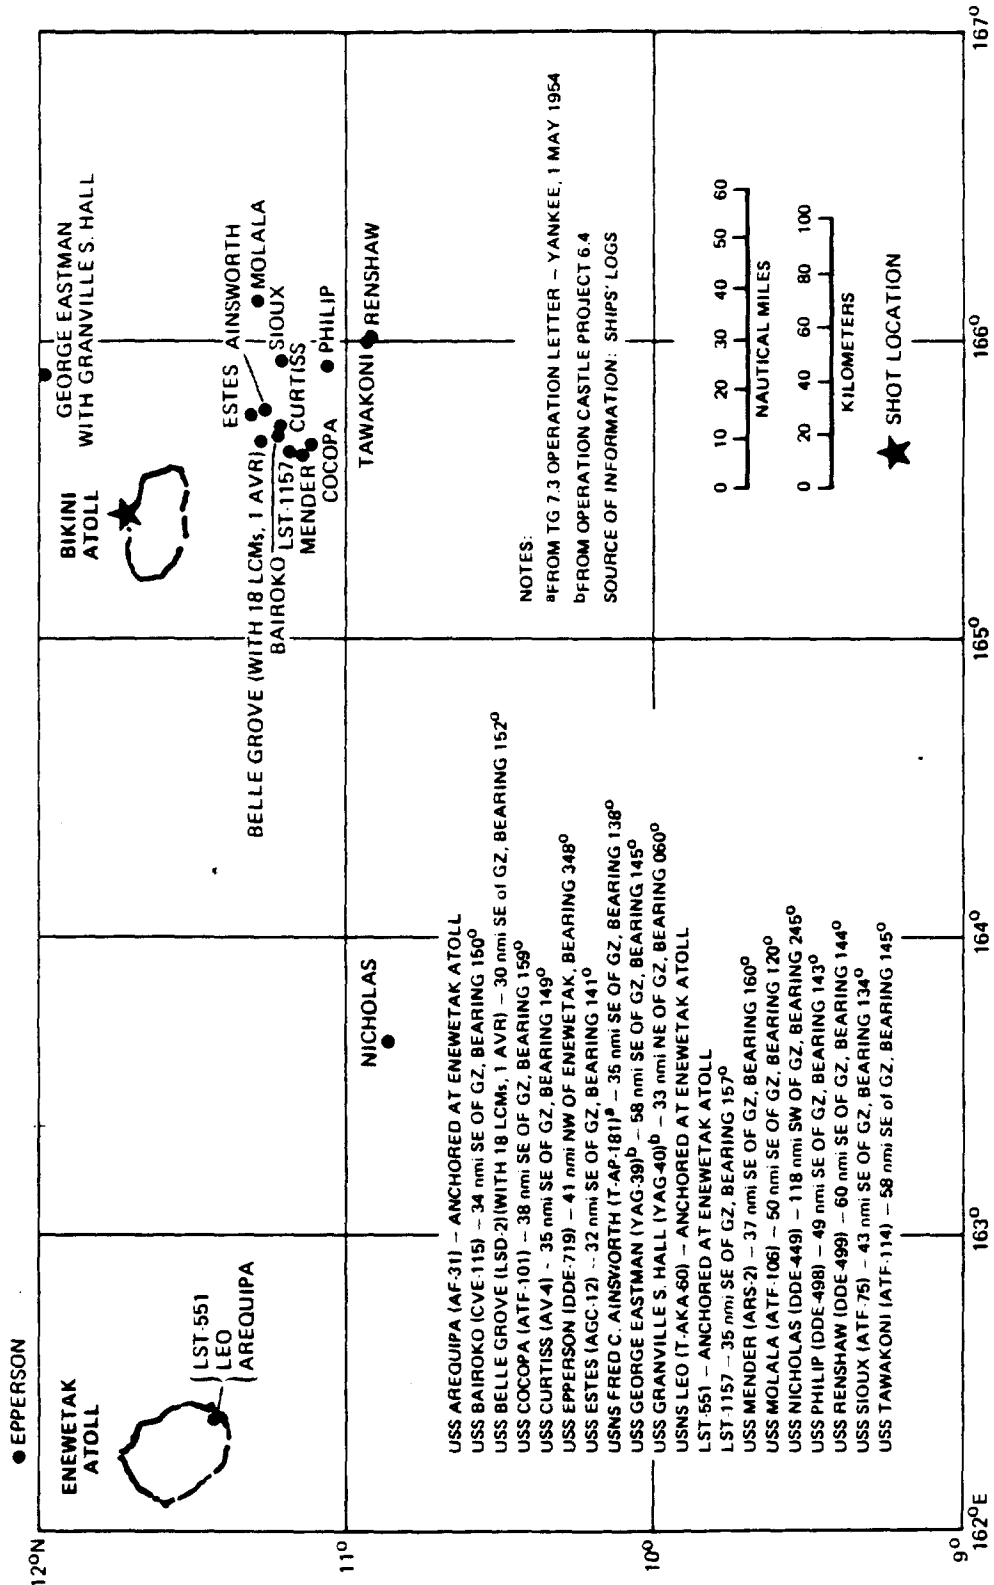 EPPERSON
12°N
ENEWETAK
ATOLL
LST-551
LEO
AREQUIPA
NICHOLAS
BIKINI
ATOLL
GEORGE EASTMAN
WITH GRANVILLE S. HALL
ESTES
AINSWORTH
MOLALA
BELLE GROVE (WITH 18 LCMs, 1 AVR)
BAIROKO
SIOUX
LST-1157
CURTISS
MENDER
PHILIP
COCOPA
TAWAKONI
RENSHAW
11°
USS AREQUIPA (AF-31) – ANCHORED AT ENEWETAK ATOLL
USS BAIROKO (CVE-115) – 34 nmi SE OF GZ, BEARING 150°
USS BELLE GROVE (LSD-2)(WITH 18 LCMs, 1 AVR) – 30 nmi SE of GZ, BEARING 152°
USS COCOPA (ATF-101) – 38 nmi SE OF GZ, BEARING 159°
USS CURTISS (AV-4) - 35 nmi SE OF GZ, BEARING 149°
USS EPPERSON (DDE-719) – 41 nmi NW OF ENEWETAK, BEARING 348°
USS ESTES (AGC-12) – 32 nmi SE OF GZ, BEARING 141°
USNS FRED C. AINSWORTH (T-AP-181)ᵃ – 35 nmi SE OF GZ, BEARING 138°
USS GEORGE EASTMAN (YAG-39)ᵇ – 58 nmi SE OF GZ, BEARING 145°
USS GRANVILLE S. HALL (YAG-40)ᵇ – 33 nmi NE OF GZ, BEARING 060°
USNS LEO (T-AKA-60) – ANCHORED AT ENEWETAK ATOLL
LST-551 – ANCHORED AT ENEWETAK ATOLL
LST-1157 – 35 nmi SE OF GZ, BEARING 157°
USS MENDER (ARS-2) – 37 nmi SE OF GZ, BEARING 160°
USS MOLALA (ATF-106) – 50 nmi SE OF GZ, BEARING 120°
USS NICHOLAS (DDE-449) – 118 nmi SW OF GZ, BEARING 245°
USS PHILIP (DDE-498) – 49 nmi SE OF GZ, BEARING 143°
USS RENSHAW (DDE-499) – 60 nmi SE OF GZ, BEARING 144°
USS SIOUX (ATF-75) – 43 nmi SE OF GZ, BEARING 134°
USS TAWAKONI (ATF-114) – 58 nmi SE of GZ, BEARING 145°
NOTES:
ᵃFROM TG 7.3 OPERATION LETTER – YANKEE, 1 MAY 1954
ᵇFROM OPERATION CASTLE PROJECT 6.4
SOURCE OF INFORMATION: SHIPS' LOGS
10°
0 10 20 30 40 50 60
NAUTICAL MILES
0 20 40 60 80 100
KILOMETERS
SHOT LOCATION
9°
162°E 163° 164° 165° 166° 167°